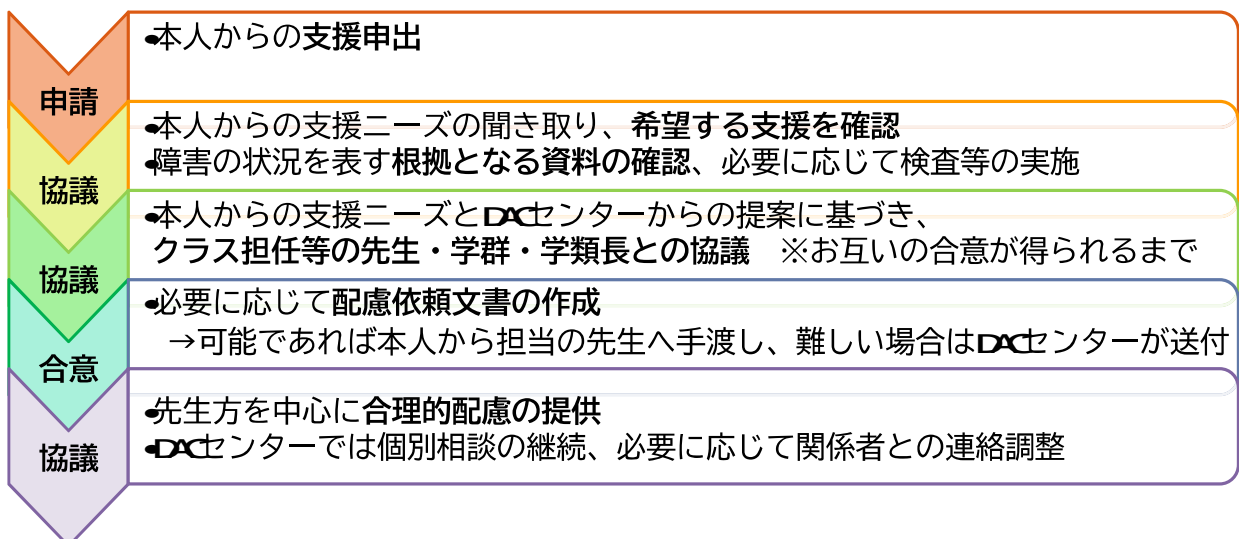 申請
•本人からの支援申出
協議
•本人からの支援ニーズの聞き取り、希望する支援を確認
•障害の状況を表す根拠となる資料の確認、必要に応じて検査等の実施
協議
•本人からの支援ニーズとDACセンターからの提案に基づき、
クラス担任等の先生・学群・学類長との協議　※お互いの合意が得られるまで
合意
•必要に応じて配慮依頼文書の作成
→可能であれば本人から担当の先生へ手渡し、難しい場合はDACセンターが送付
協議
•先生方を中心に合理的配慮の提供
•DACセンターでは個別相談の継続、必要に応じて関係者との連絡調整